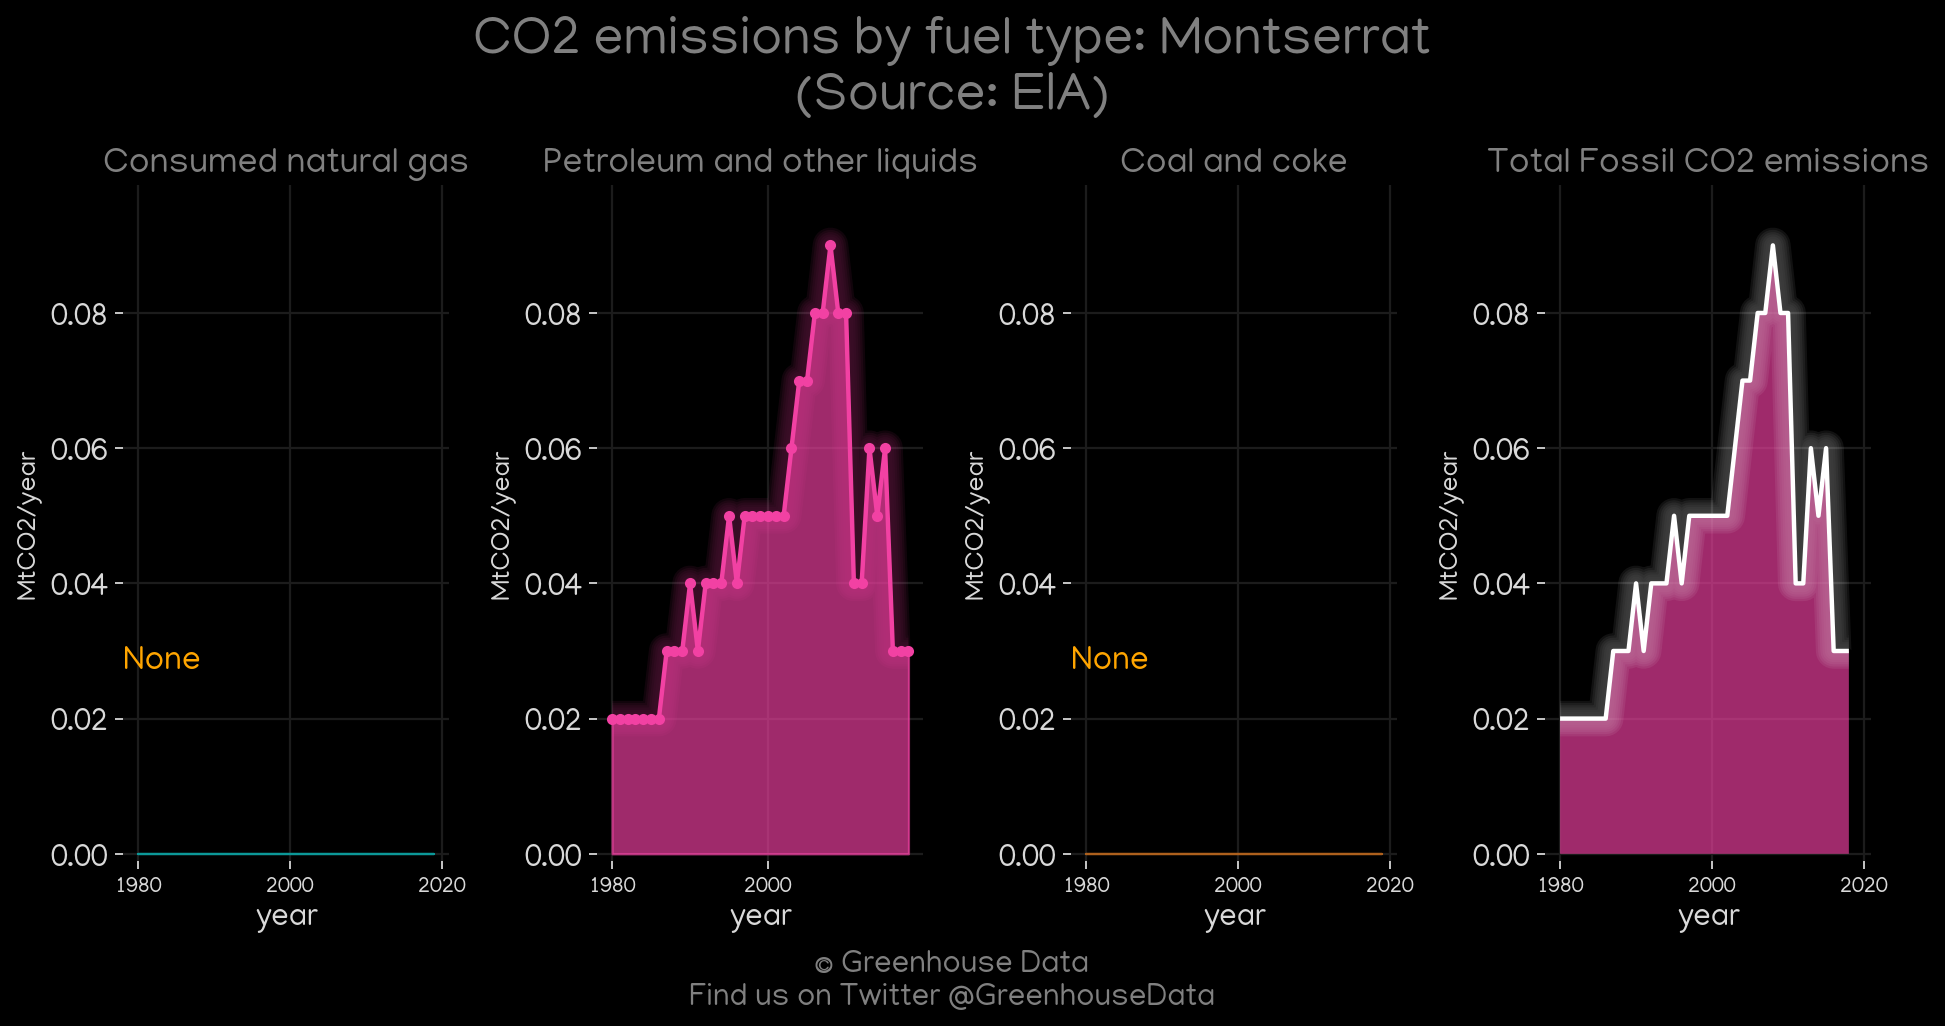 CO2 emissions by fuel type: Montserrat
(Source: EIA)
Consumed natural gas
Petroleum and other liquids
Coal and coke
Total Fossil CO2 emissions
MtCO2/year
0.08
0.06
0.04
0.02
0.00
None
1980
2000
2020
year
MtCO2/year
0.08
0.06
0.04
0.02
0.00
1980
2000
year
MtCO2/year
0.08
0.06
0.04
0.02
0.00
None
1980
2000
2020
year
MtCO2/year
0.08
0.06
0.04
0.02
0.00
1980
2000
2020
year
© Greenhouse Data
Find us on Twitter @GreenhouseData